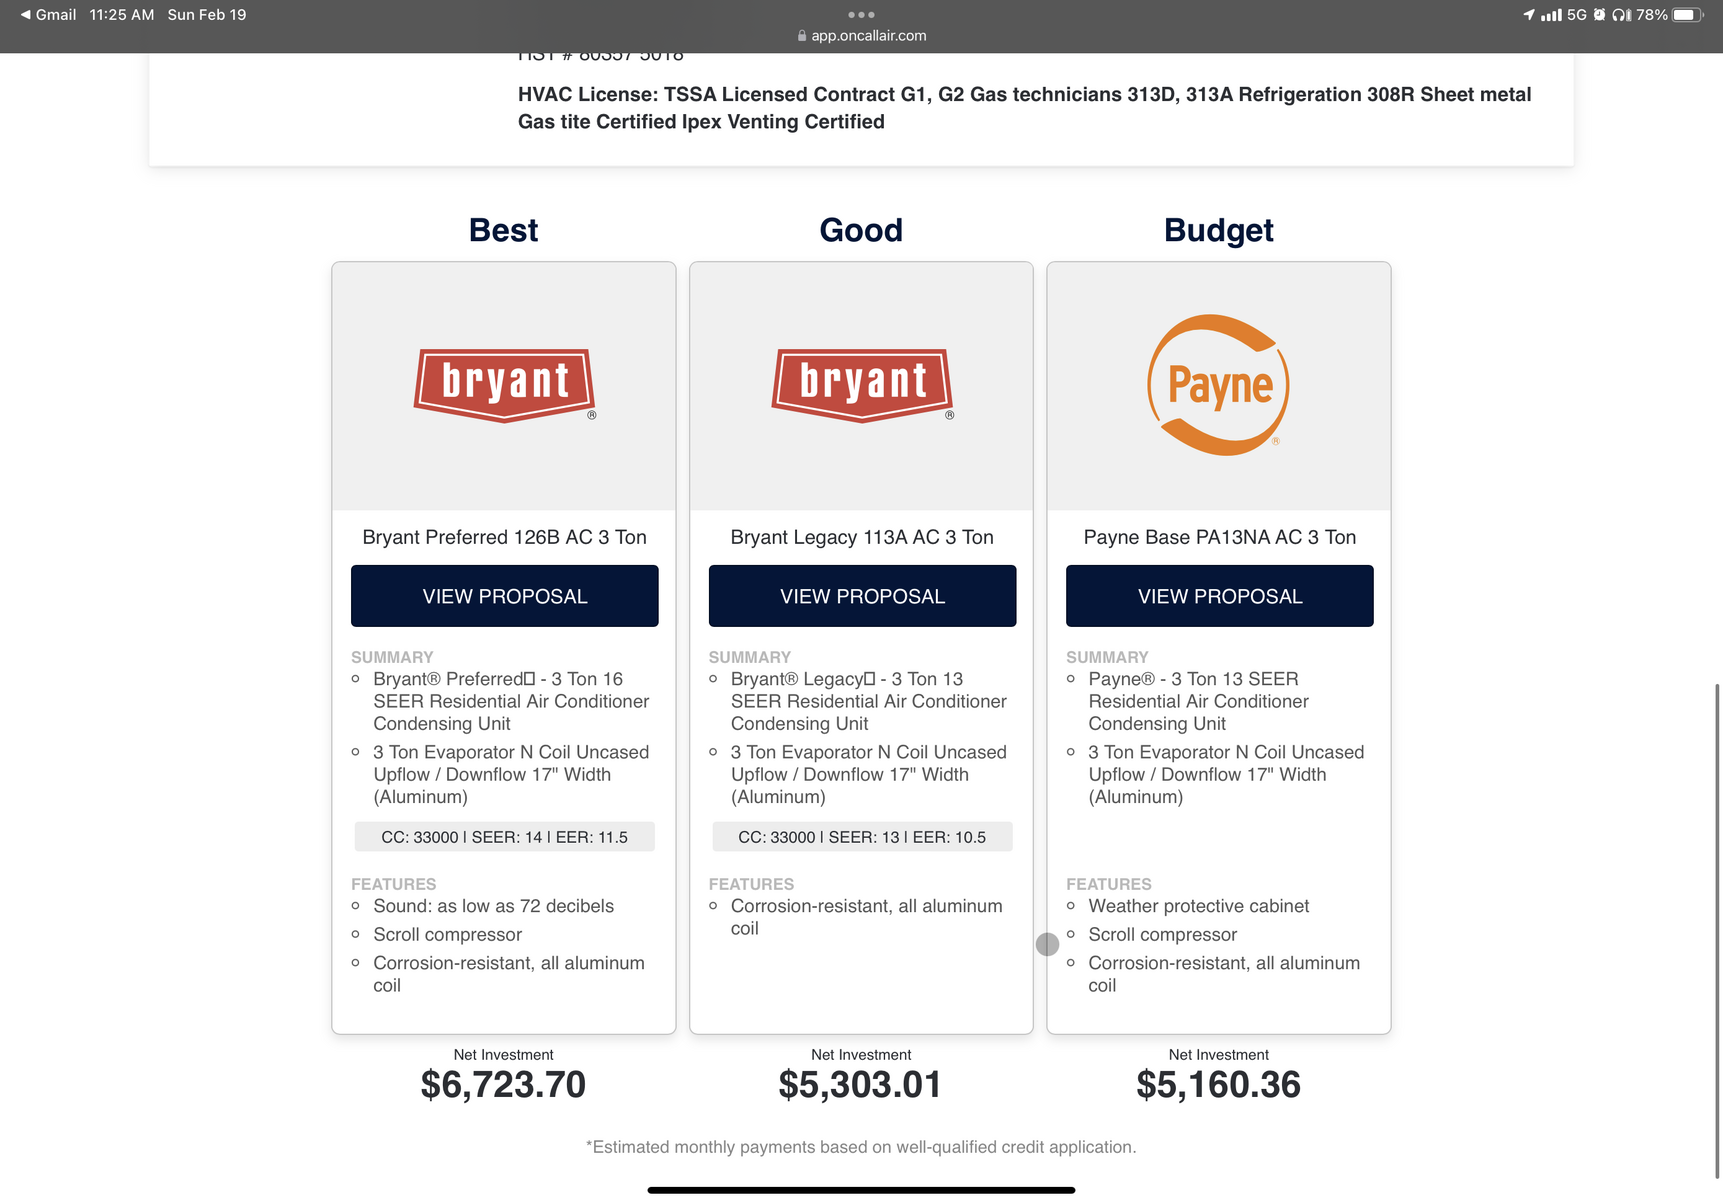 Gmail 11:25 AM Sun Feb 19
5G 78%
app.oncallair.com
HST # 80357 5018
HVAC License: TSSA Licensed Contract G1, G2 Gas technicians 313D, 313A Refrigeration 308R Sheet metal
Gas tite Certified Ipex Venting Certified
Best
bryant®
Bryant Preferred 126B AC 3 Ton
VIEW PROPOSAL
SUMMARY
Bryant® Preferred - 3 Ton 16
SEER Residential Air Conditioner
Condensing Unit
3 Ton Evaporator N Coil Uncased
Upflow / Downflow 17" Width
(Aluminum)
CC: 33000 | SEER: 14 | EER: 11.5
FEATURES
Sound: as low as 72 decibels
Scroll compressor
Corrosion-resistant, all aluminum
coil
Net Investment
$6,723.70
Good
bryant®
Bryant Legacy 113A AC 3 Ton
VIEW PROPOSAL
SUMMARY
Bryant® Legacy - 3 Ton 13
SEER Residential Air Conditioner
Condensing Unit
3 Ton Evaporator N Coil Uncased
Upflow / Downflow 17" Width
(Aluminum)
CC: 33000 | SEER: 13 | EER: 10.5
FEATURES
Corrosion-resistant, all aluminum
coil
Net Investment
$5,303.01
Budget
Payne®
Payne Base PA13NA AC 3 Ton
VIEW PROPOSAL
SUMMARY
Payne® - 3 Ton 13 SEER
Residential Air Conditioner
Condensing Unit
3 Ton Evaporator N Coil Uncased
Upflow / Downflow 17" Width
(Aluminum)
FEATURES
Weather protective cabinet
Scroll compressor
Corrosion-resistant, all aluminum
coil
Net Investment
$5,160.36
*Estimated monthly payments based on well-qualified credit application.